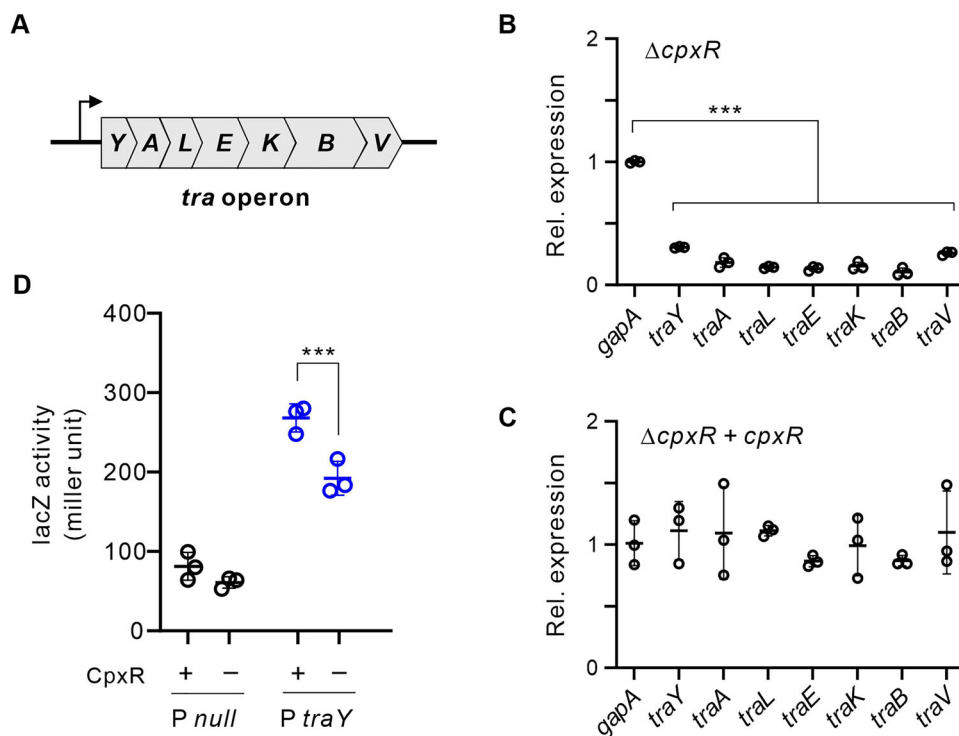 A
Y A L E K B V
tra operon
B
ΔcpxR
***
Rel. expression
2
1
0
gapA traY traA traL traE traK traB traV
C
ΔcpxR + cpxR
Rel. expression
2
1
0
gapA traY traA traL traE traK traB traV
D
lacZ activity
(miller unit)
400
300
200
100
0
***
CpxR + − + −
P null P traY